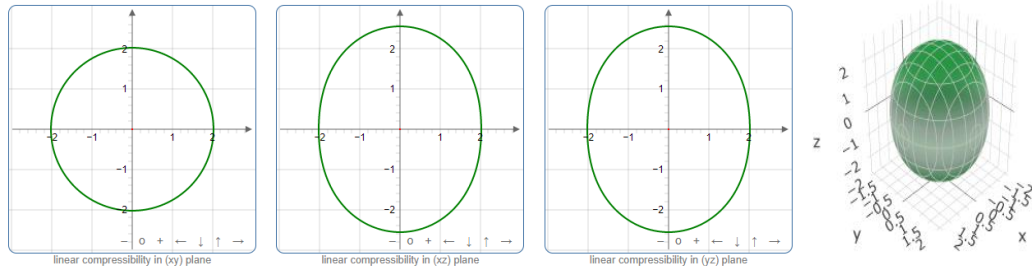 2
1
-2 -1 1 2
-1
-2
– o + ← ↓ ↑ →
linear compressibility in (xy) plane
2
1
-2 -1 1 2
-1
-2
– o + ← ↓ ↑ →
linear compressibility in (xz) plane
2
1
-2 -1 1 2
-1
-2
– o + ← ↓ ↑ →
linear compressibility in (yz) plane
2
1
0
z
−1
−2
y
x